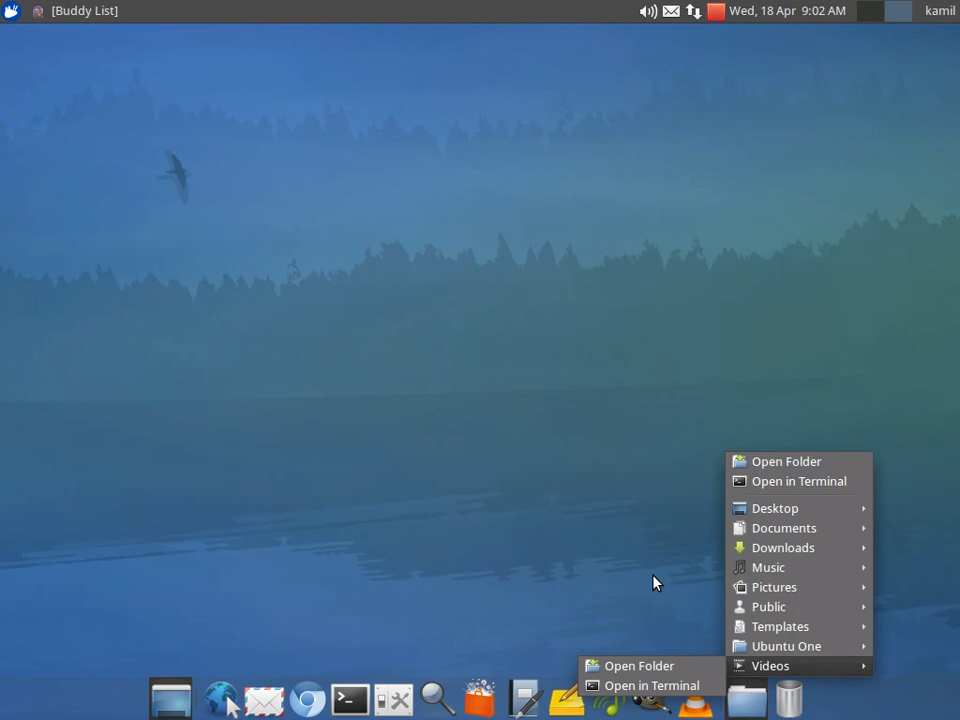 [Buddy List]
Wed, 18 Apr 9:02 AM
kamil
Open Folder
Open in Terminal
Desktop
Documents
Downloads
Music
Pictures
Public
Templates
Ubuntu One
Videos
Open Folder
Open in Terminal